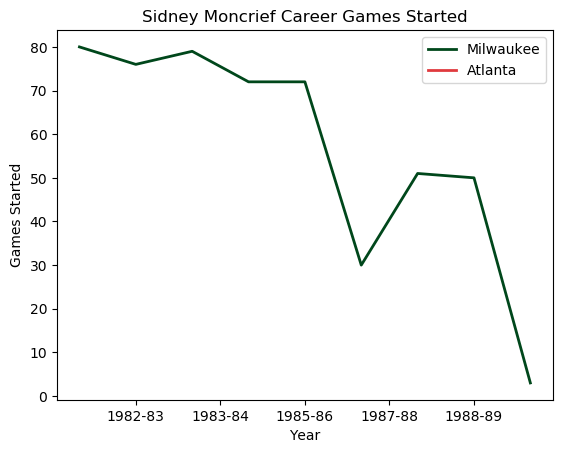 Sidney Moncrief Career Games Started
Milwaukee
Atlanta
80
70
60
50
40
30
20
10
0
Games Started
1982-83 1983-84 1985-86 1987-88 1988-89
Year